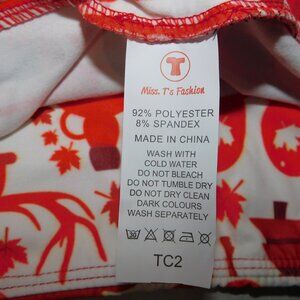 T
Miss. T's Fashion
92% POLYESTER
8% SPANDEX
MADE IN CHINA
WASH WITH
COLD WATER
DO NOT BLEACH
DO NOT TUMBLE DRY
DO NOT DRY CLEAN
DARK COLOURS
WASH SEPARATELY
TC2